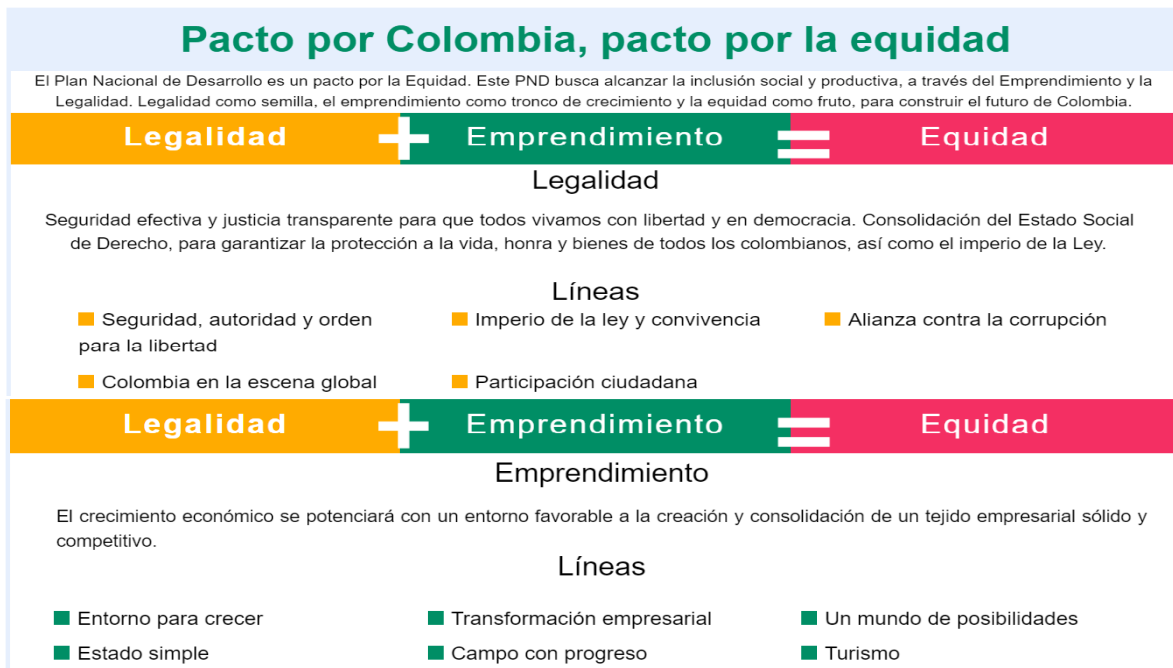 Pacto por Colombia, pacto por la equidad
El Plan Nacional de Desarrollo es un pacto por la Equidad. Este PND busca alcanzar la inclusión social y productiva, a través del Emprendimiento y la
Legalidad. Legalidad como semilla, el emprendimiento como tronco de crecimiento y la equidad como fruto, para construir el futuro de Colombia.
Legalidad + Emprendimiento = Equidad
Legalidad
Seguridad efectiva y justicia transparente para que todos vivamos con libertad y en democracia. Consolidación del Estado Social
de Derecho, para garantizar la protección a la vida, honra y bienes de todos los colombianos, así como el imperio de la Ley.
Líneas
Seguridad, autoridad y orden
para la libertad
Imperio de la ley y convivencia
Alianza contra la corrupción
Colombia en la escena global
Participación ciudadana
Legalidad + Emprendimiento = Equidad
Emprendimiento
El crecimiento económico se potenciará con un entorno favorable a la creación y consolidación de un tejido empresarial sólido y
competitivo.
Líneas
Entorno para crecer
Transformación empresarial
Un mundo de posibilidades
Estado simple
Campo con progreso
Turismo